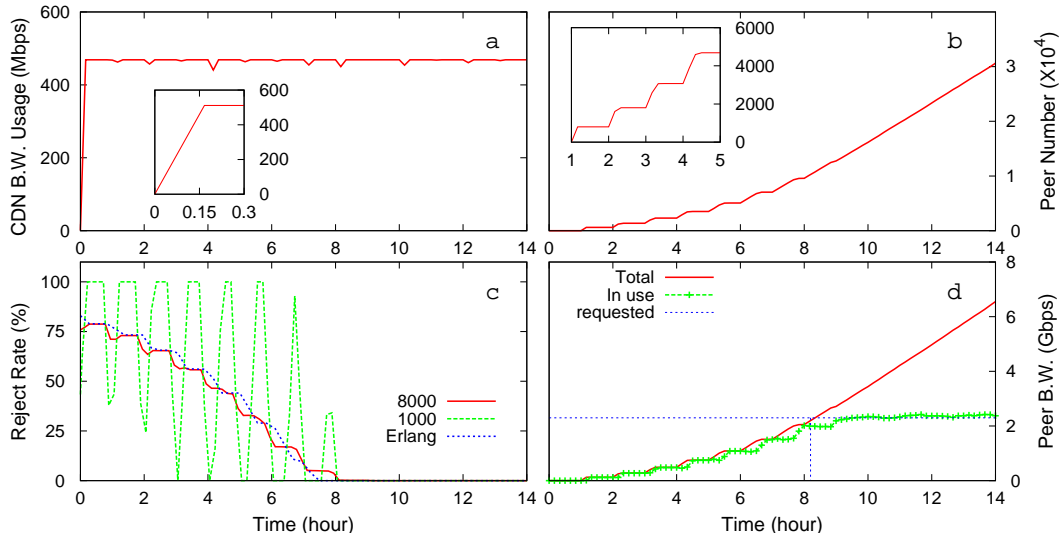 CDN B.W. Usage (Mbps)
600
400
200
0
0 2 4 6 8 10 12 14
a
600
400
200
0
0 0.15 0.3
b
Peer Number (X10⁴)
3
2
1
0
0 2 4 6 8 10 12 14
6000
4000
2000
0
1 2 3 4 5
Reject Rate (%)
100
75
50
25
0
0 2 4 6 8 10 12 14
Time (hour)
c
8000
1000
Erlang
Total
In use
requested
d
Peer B.W. (Gbps)
8
6
4
2
0
0 2 4 6 8 10 12 14
Time (hour)